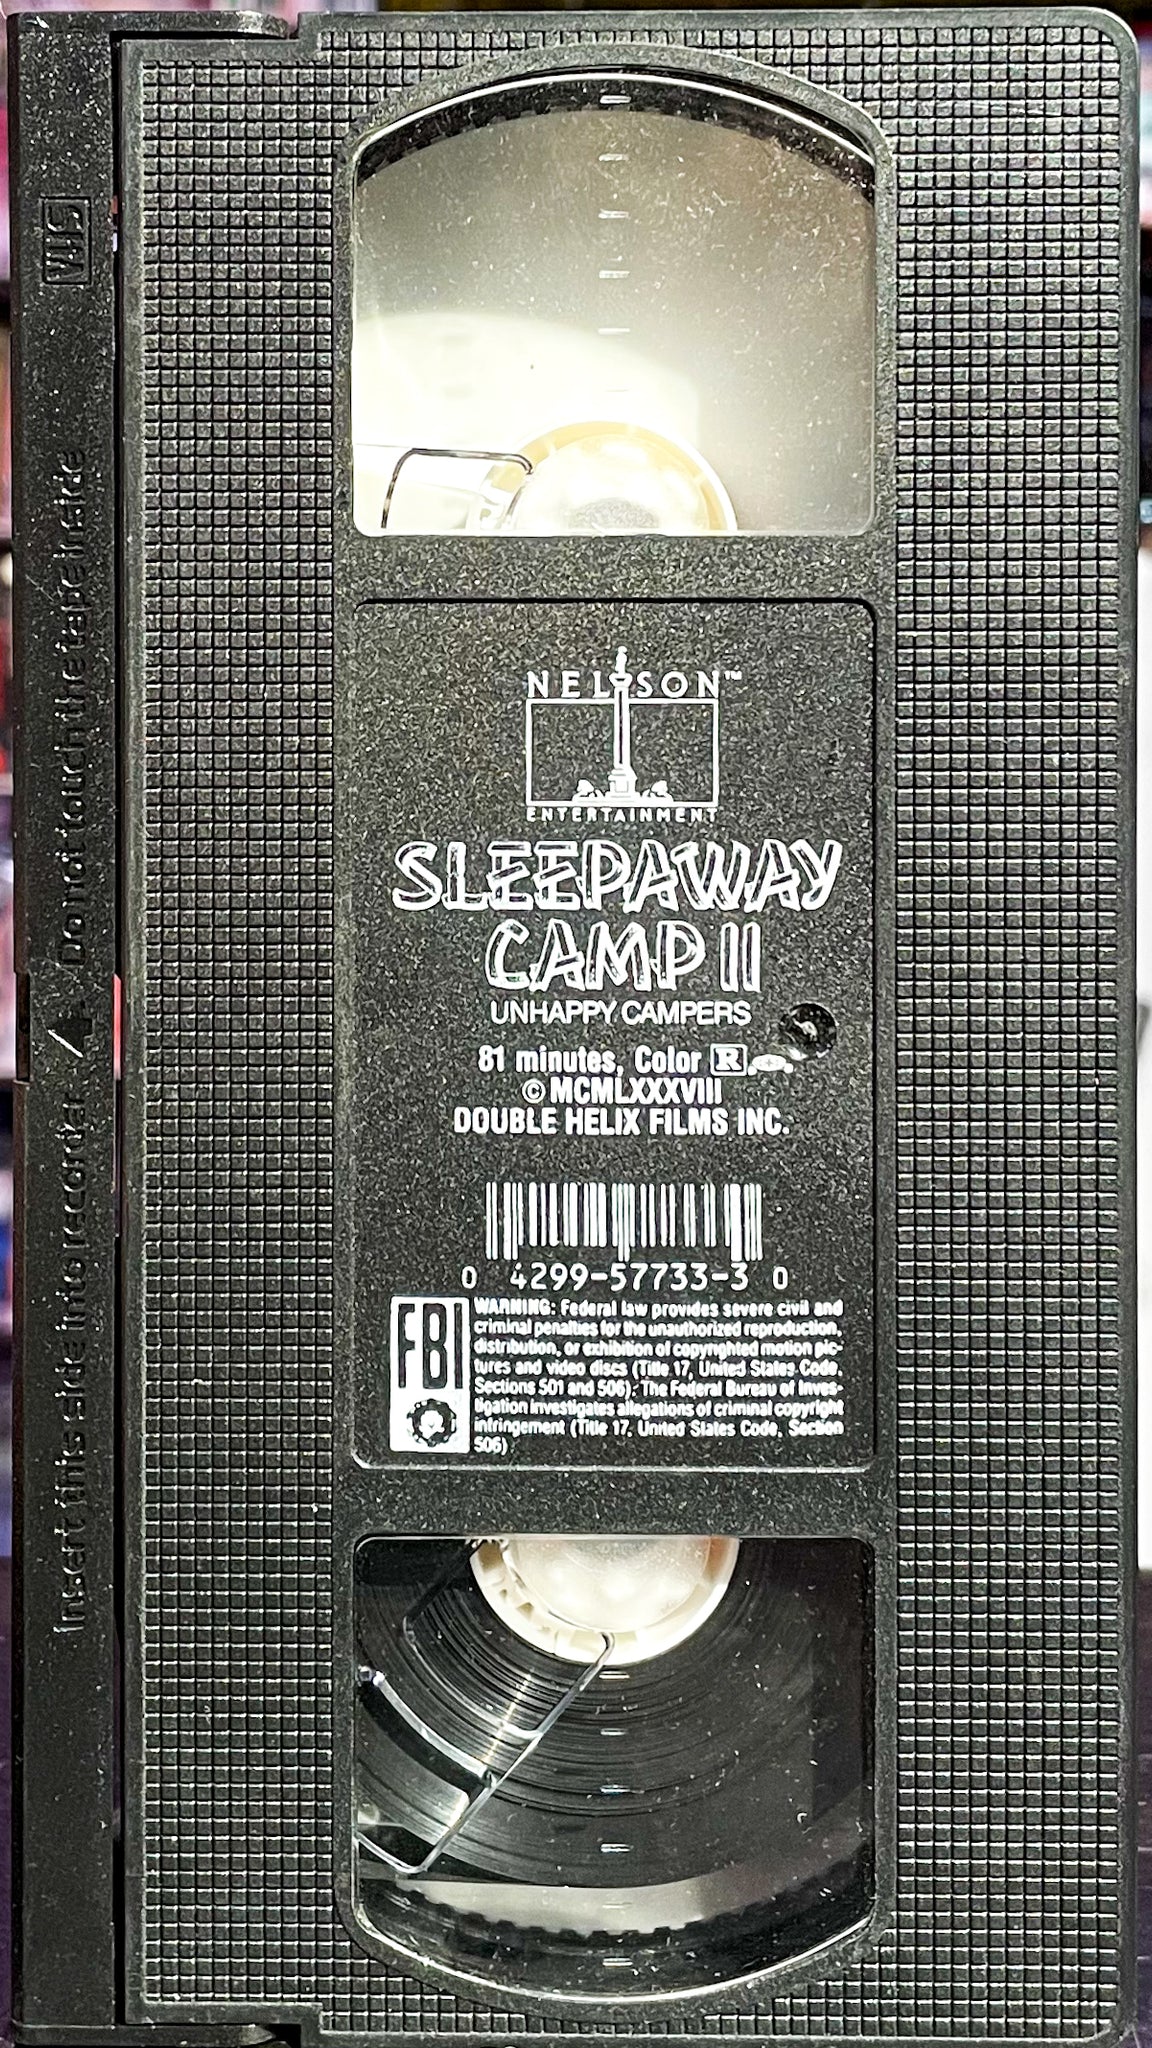 VHS
Insert this side into recorder Do not touch the tape inside
NELSON™
ENTERTAINMENT
SLEEPAWAY
CAMP II
UNHAPPY CAMPERS
81 minutes, Color R
© MCMLXXXVIII
DOUBLE HELIX FILMS INC.
0 4299-57733-3 0
FBI
WARNING: Federal law provides severe civil and
criminal penalties for the unauthorized reproduction,
distribution, or exhibition of copyrighted motion pic-
tures and video discs (Title 17, United States Code,
Sections 501 and 506). The Federal Bureau of Inves-
tigation investigates allegations of criminal copyright
infringement (Title 17, United States Code, Section
506)